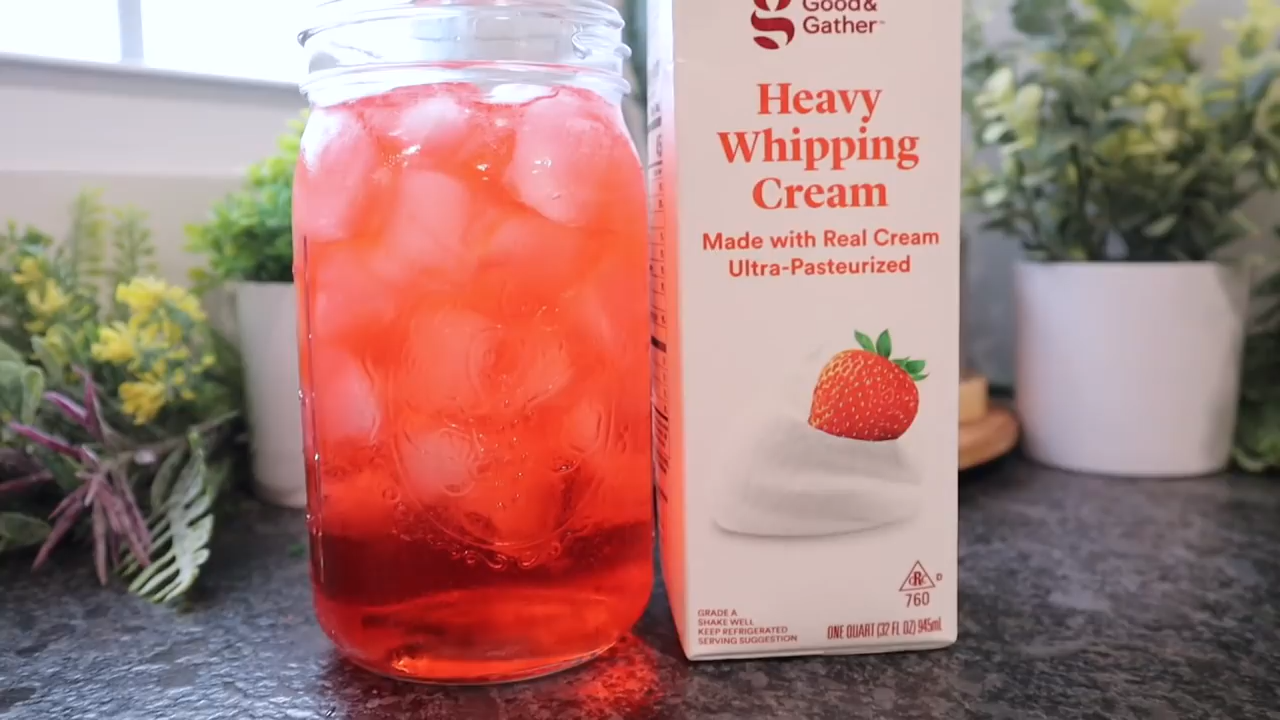 Good&
Gather™
Heavy
Whipping
Cream
Made with Real Cream
Ultra-Pasteurized
D
760
GRADE A
SHAKE WELL
KEEP REFRIGERATED
SERVING SUGGESTION
ONE QUART (32 FL OZ) 945mL